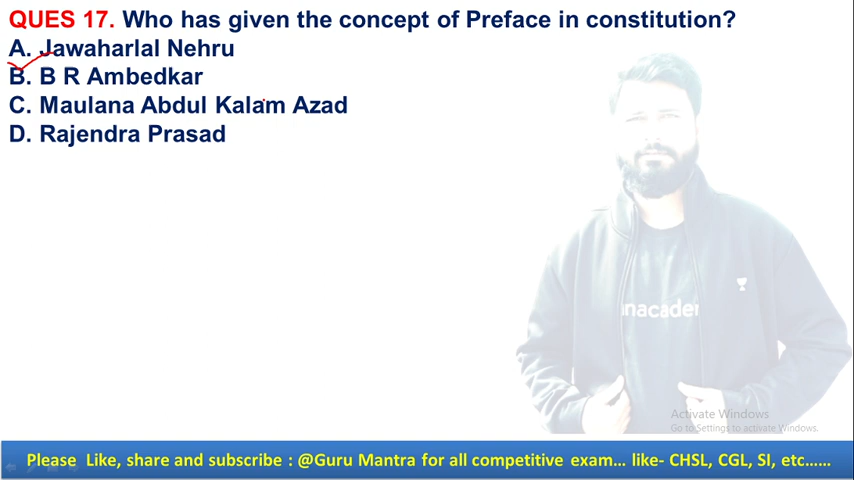 QUES 17. Who has given the concept of Preface in constitution?
A. Jawaharlal Nehru
B. B R Ambedkar
C. Maulana Abdul Kalam Azad
D. Rajendra Prasad
nacader
Activate Windows
Go to Settings to activate Windows.
Please Like, share and subscribe : @Guru Mantra for all competitive exam... like- CHSL, CGL, SI, etc......